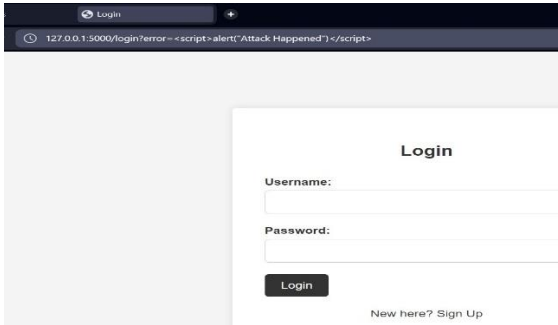 Login
127.0.0.1:5000/login?error=<script>alert("Attack Happened")</script>
Login
Username:
Password:
Login
New here? Sign Up